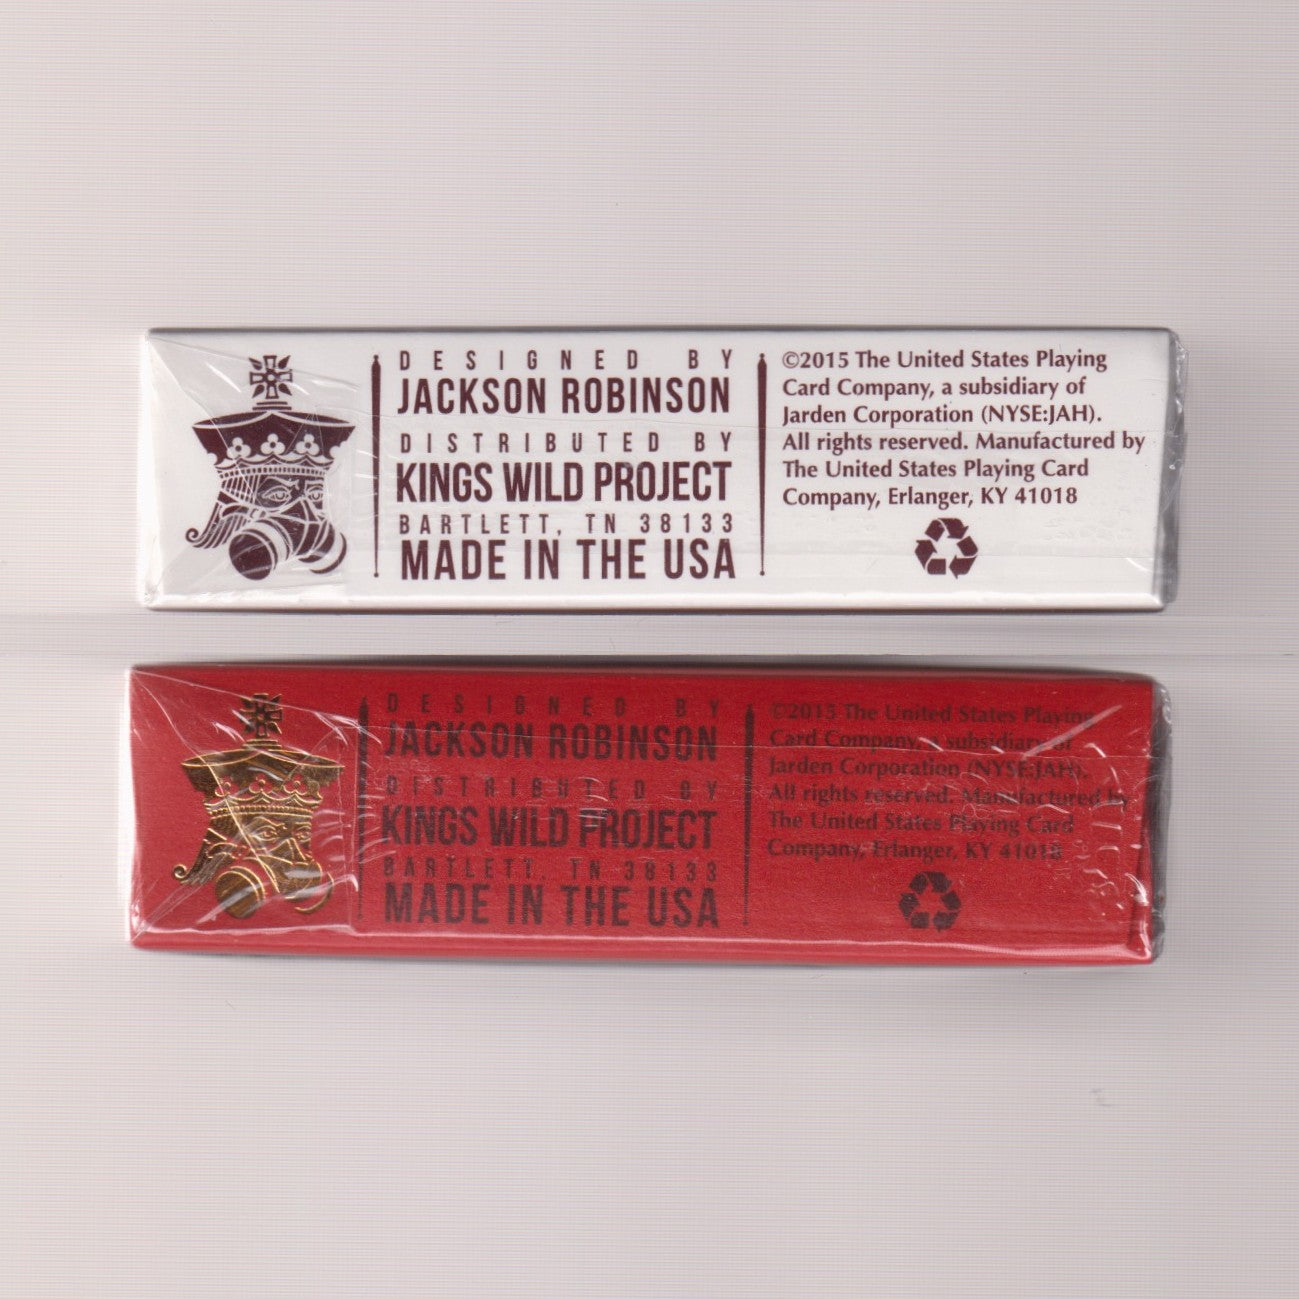 DESIGNED BY
JACKSON ROBINSON
DISTRIBUTED BY
KINGS WILD PROJECT
BARTLETT, TN 38133
MADE IN THE USA
©2015 The United States Playing
Card Company, a subsidiary of
Jarden Corporation (NYSE:JAH).
All rights reserved. Manufactured by
The United States Playing Card
Company, Erlanger, KY 41018
DESIGNED BY
JACKSON ROBINSON
DISTRIBUTED BY
KINGS WILD PROJECT
BARTLETT, TN 38133
MADE IN THE USA
©2015 The United States Playing
Card Company, a subsidiary of
Jarden Corporation (NYSE:JAH).
All rights reserved. Manufactured by
The United States Playing Card
Company, Erlanger, KY 41018